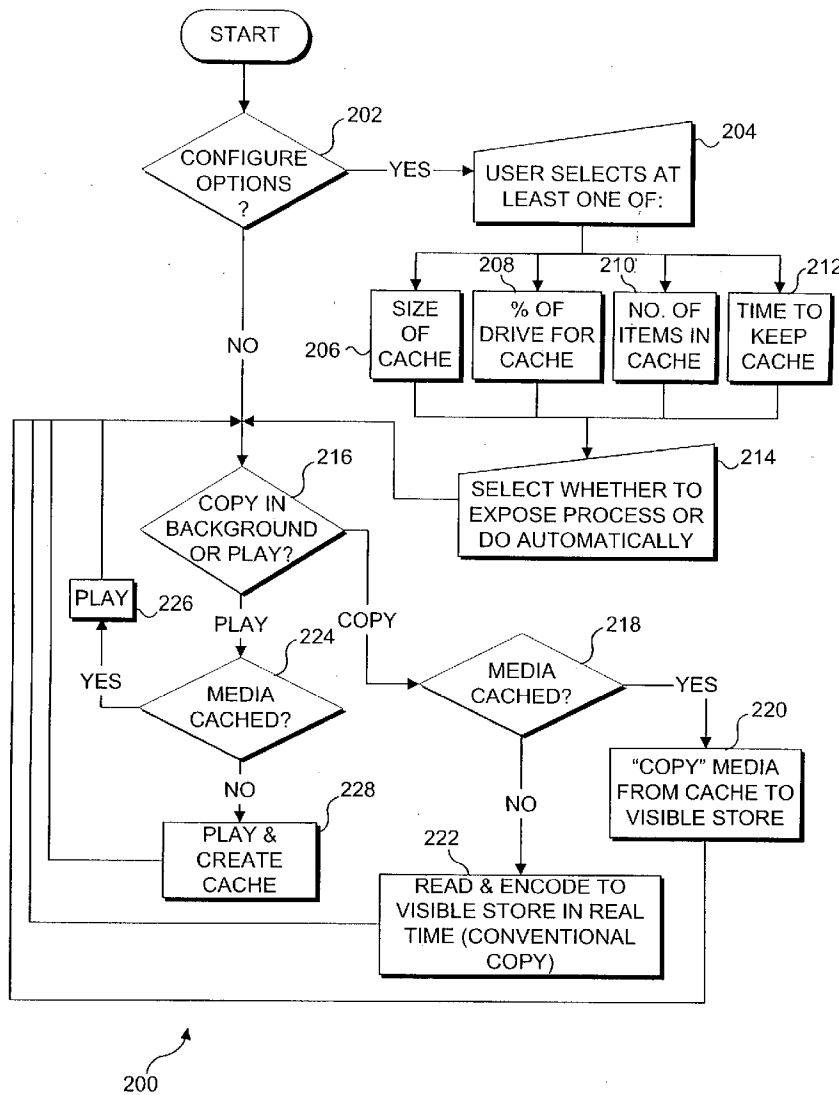 START
202
CONFIGURE
OPTIONS
?
YES
204
USER SELECTS AT
LEAST ONE OF:
NO
206
SIZE
OF
CACHE
208
% OF
DRIVE FOR
CACHE
210
NO. OF
ITEMS IN
CACHE
212
TIME TO
KEEP
CACHE
214
SELECT WHETHER TO
EXPOSE PROCESS OR
DO AUTOMATICALLY
216
COPY IN
BACKGROUND
OR PLAY?
PLAY
226
PLAY
COPY
YES
224
MEDIA
CACHED?
218
MEDIA
CACHED?
YES
220
“COPY” MEDIA
FROM CACHE TO
VISIBLE STORE
NO
228
PLAY &
CREATE
CACHE
NO
222
READ & ENCODE TO
VISIBLE STORE IN REAL
TIME (CONVENTIONAL
COPY)
200